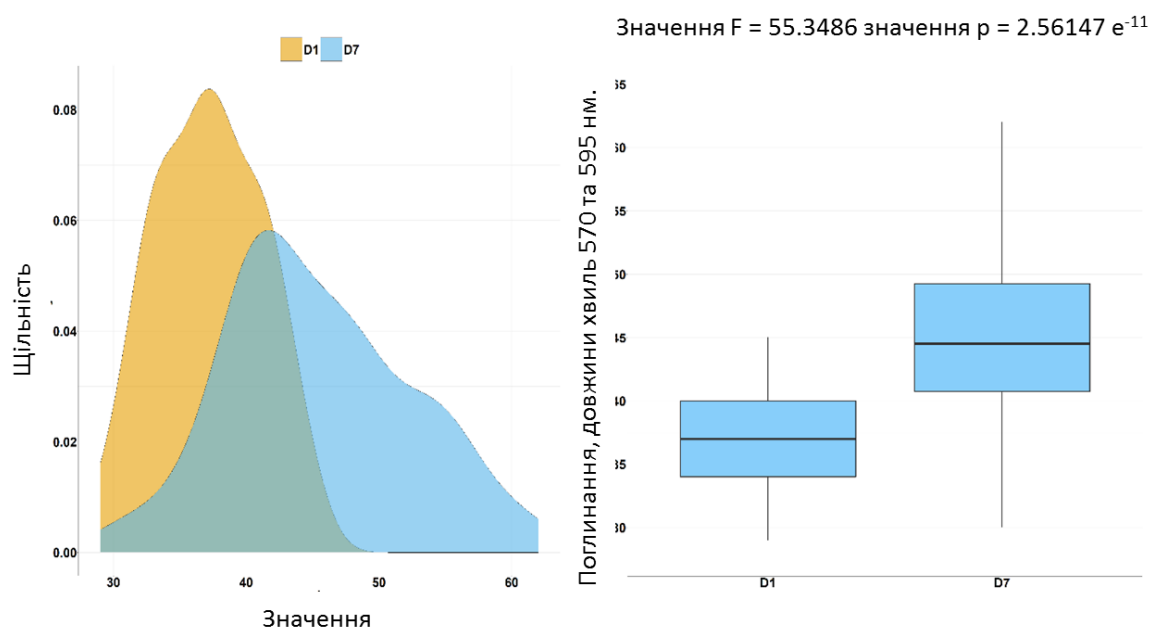 Значення F = 55.3486 значення p = 2.56147 e-11
D1 D7
0.08
0.06
0.04
0.02
0.00
Щільність
30 40 50 60
Значення
Поглинання, довжини хвиль 570 та 595 нм.
D1 D7